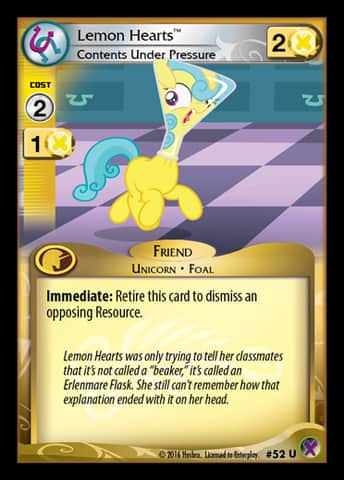 Lemon Hearts™
Contents Under Pressure
2
COST
2
1
FRIEND
UNICORN • FOAL
Immediate: Retire this card to dismiss an
opposing Resource.
Lemon Hearts was only trying to tell her classmates
that it's not called a "beaker," it's called an
Erlenmare Flask. She still can't remember how that
explanation ended with it on her head.
© 2016 Hasbro. Licensed to Enterplay. #52 U